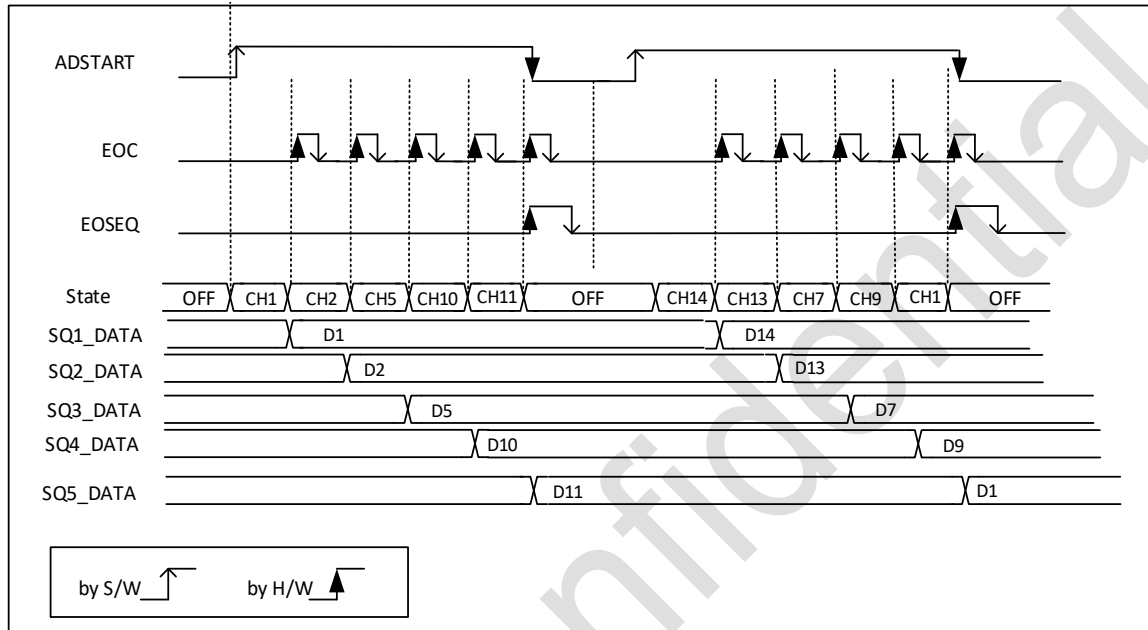 ADSTART
EOC
EOSEQ
State OFF CH1 CH2 CH5 CH10 CH11 OFF CH14 CH13 CH7 CH9 CH1 OFF
SQ1_DATA D1 D14
SQ2_DATA D2 D13
SQ3_DATA D5 D7
SQ4_DATA D10 D9
SQ5_DATA D11 D1
by S/W by H/W
nfidential